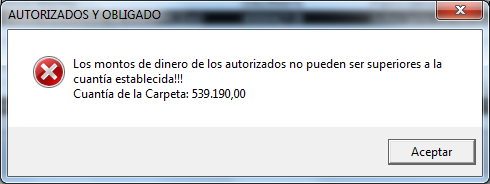 AUTORIZADOS Y OBLIGADO
Los montos de dinero de los autorizados no pueden ser superiores a la
cuantía establecida!!!
Cuantía de la Carpeta: 539.190,00
Aceptar